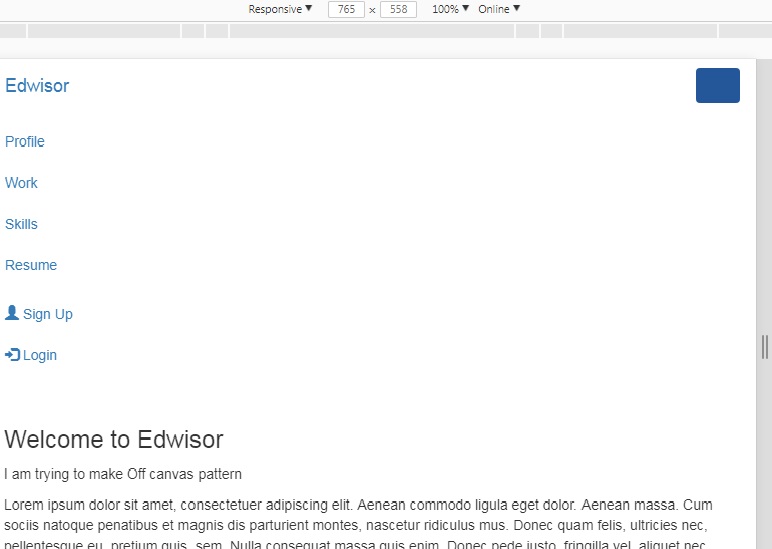 Responsive ▼ 765 × 558 100% ▼ Online ▼
Edwisor
Profile
Work
Skills
Resume
Sign Up
Login
Welcome to Edwisor
I am trying to make Off canvas pattern
Lorem ipsum dolor sit amet, consectetuer adipiscing elit. Aenean commodo ligula eget dolor. Aenean massa. Cum
sociis natoque penatibus et magnis dis parturient montes, nascetur ridiculus mus. Donec quam felis, ultricies nec,
pellentesque eu, pretium quis, sem. Nulla consequat massa quis enim. Donec pede justo, fringilla vel, aliquet nec,